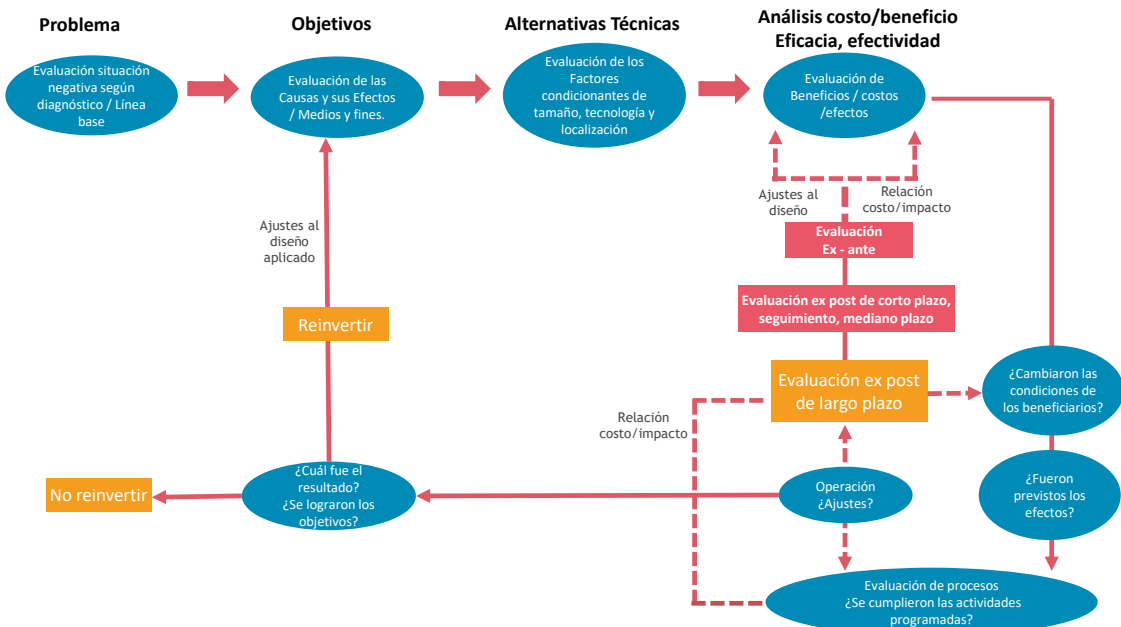 Problema
Objetivos
Alternativas Técnicas
Análisis costo/beneficio
Eficacia, efectividad
Evaluación situación
negativa según
diagnóstico / Línea
base
Evaluación de las
Causas y sus Efectos
/ Medios y fines.
Evaluación de los
Factores
condicionantes de
tamaño, tecnología y
localización
Evaluación de
Beneficios / costos
/efectos
Ajustes al
diseño
aplicado
Ajustes al
diseño
Relación
costo/impacto
Evaluación
Ex - ante
Evaluación ex post de corto plazo,
seguimiento, mediano plazo
Reinvertir
Evaluación ex post
de largo plazo
¿Cambiaron las
condiciones de
los beneficiarios?
Relación
costo/impacto
No reinvertir
¿Cuál fue el
resultado?
¿Se lograron los
objetivos?
Operación
¿Ajustes?
¿Fueron
previstos los
efectos?
Evaluación de procesos
¿Se cumplieron las actividades
programadas?